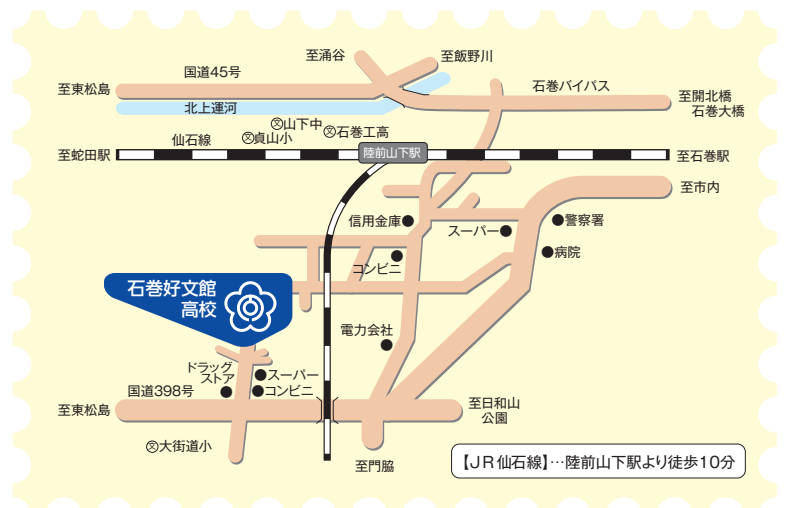 至涌谷
至飯野川
国道45号
至東松島
石巻バイパス
至開北橋
石巻大橋
北上運河
㊫山下中
㊫石巻工高
㊫貞山小
仙石線
至蛇田駅
陸前山下駅
至石巻駅
至市内
信用金庫
警察署
スーパー
病院
コンビニ
石巻好文館
高校
電力会社
ドラッグ
ストア
スーパー
コンビニ
国道398号
至東松島
至日和山
公園
㊫大街道小
至門脇
【JR仙石線】…陸前山下駅より徒歩10分